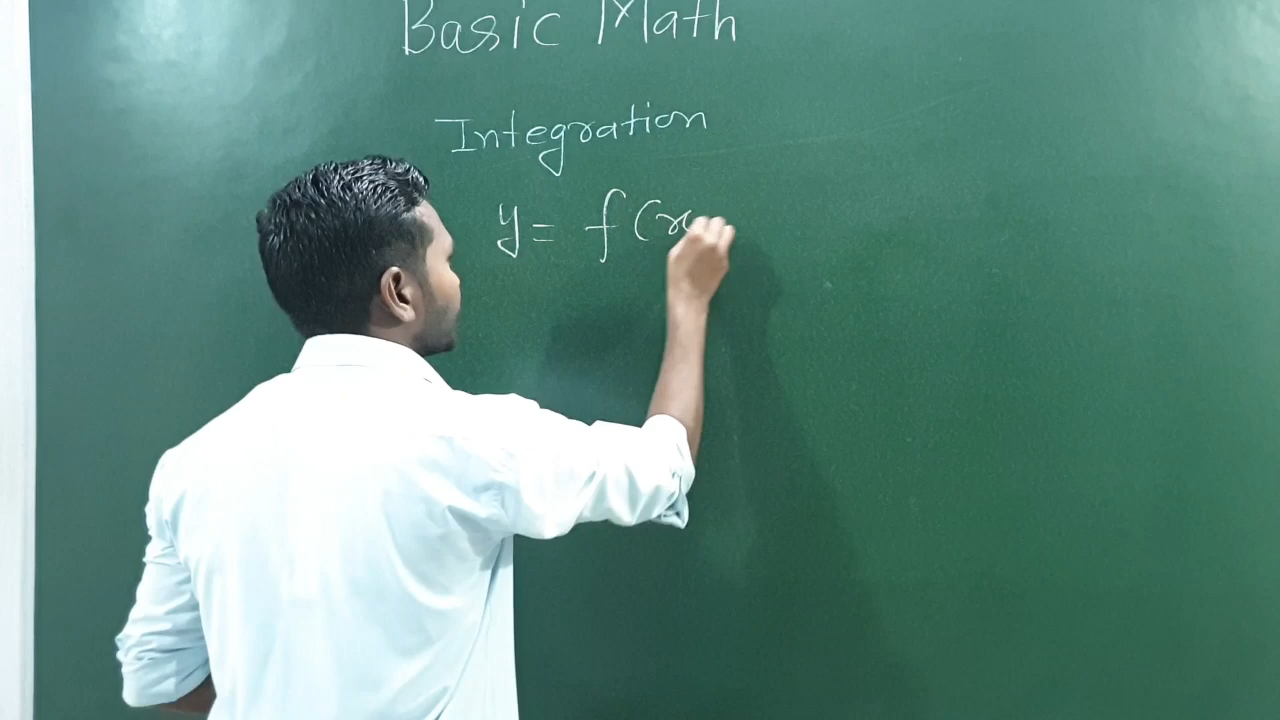 Basic Math
Integration
y = f(x